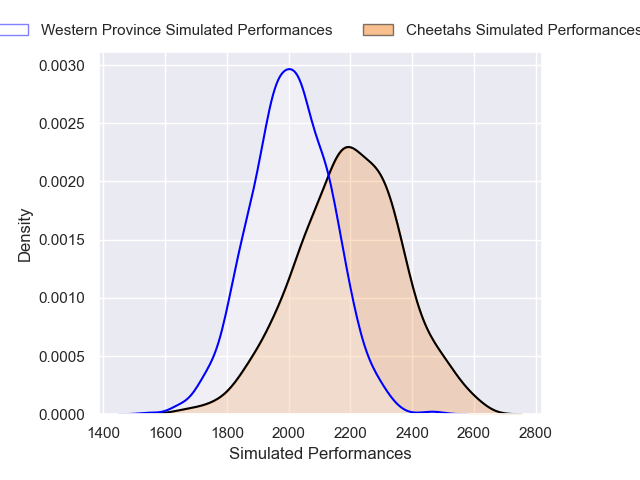 Western Province Simulated Performances Cheetahs Simulated Performances
0.0030
0.0025
0.0020
0.0015
0.0010
0.0005
0.0000
Density
1400 1600 1800 2000 2200 2400 2600 2800
Simulated Performances